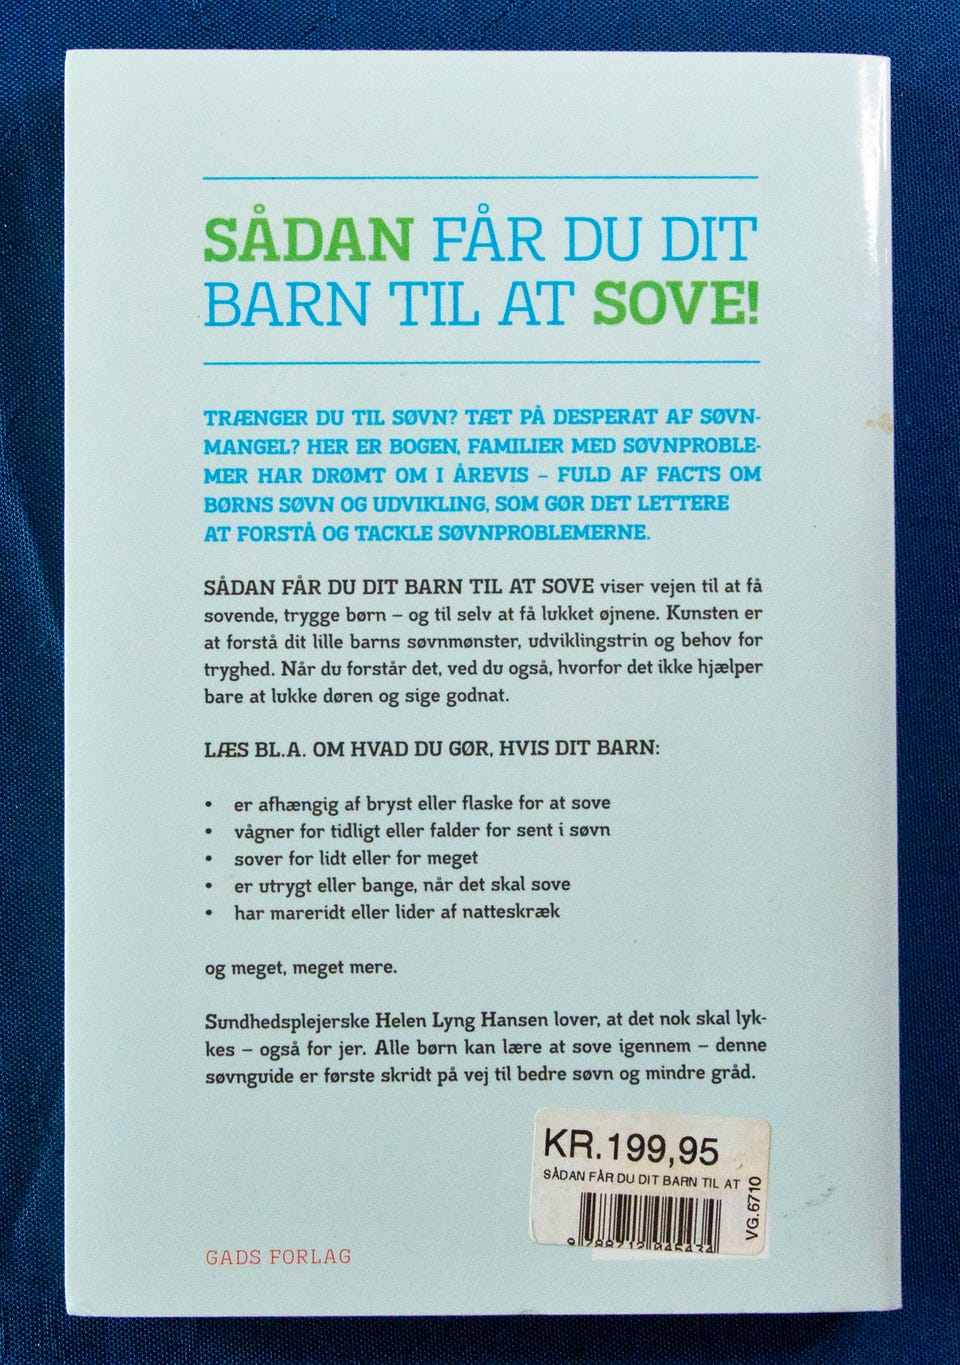 SÅDAN FÅR DU DIT
BARN TIL AT SOVE!
TRÆNGER DU TIL SØVN? TÆT PÅ DESPERAT AF SØVN-
MANGEL? HER ER BOGEN, FAMILIER MED SØVNPROBLE-
MER HAR DRØMT OM I ÅREVIS – FULD AF FACTS OM
BØRNS SØVN OG UDVIKLING, SOM GØR DET LETTERE
AT FORSTÅ OG TACKLE SØVNPROBLEMERNE.
SÅDAN FÅR DU DIT BARN TIL AT SOVE viser vejen til at få
sovende, trygge børn – og til selv at få lukket øjnene. Kunsten er
at forstå dit lille barns søvnmønster, udviklingstrin og behov for
tryghed. Når du forstår det, ved du også, hvorfor det ikke hjælper
bare at lukke døren og sige godnat.
LÆS BL.A. OM HVAD DU GØR, HVIS DIT BARN:
• er afhængig af bryst eller flaske for at sove
• vågner for tidligt eller falder for sent i søvn
• sover for lidt eller for meget
• er utrygt eller bange, når det skal sove
• har mareridt eller lider af natteskræk
og meget, meget mere.
Sundhedsplejerske Helen Lyng Hansen lover, at det nok skal lyk-
kes – også for jer. Alle børn kan lære at sove igennem – denne
søvnguide er første skridt på vej til bedre søvn og mindre gråd.
KR.199,95
SÅDAN FÅR DU DIT BARN TIL AT
VG.6710
9 788712 045434
GADS FORLAG